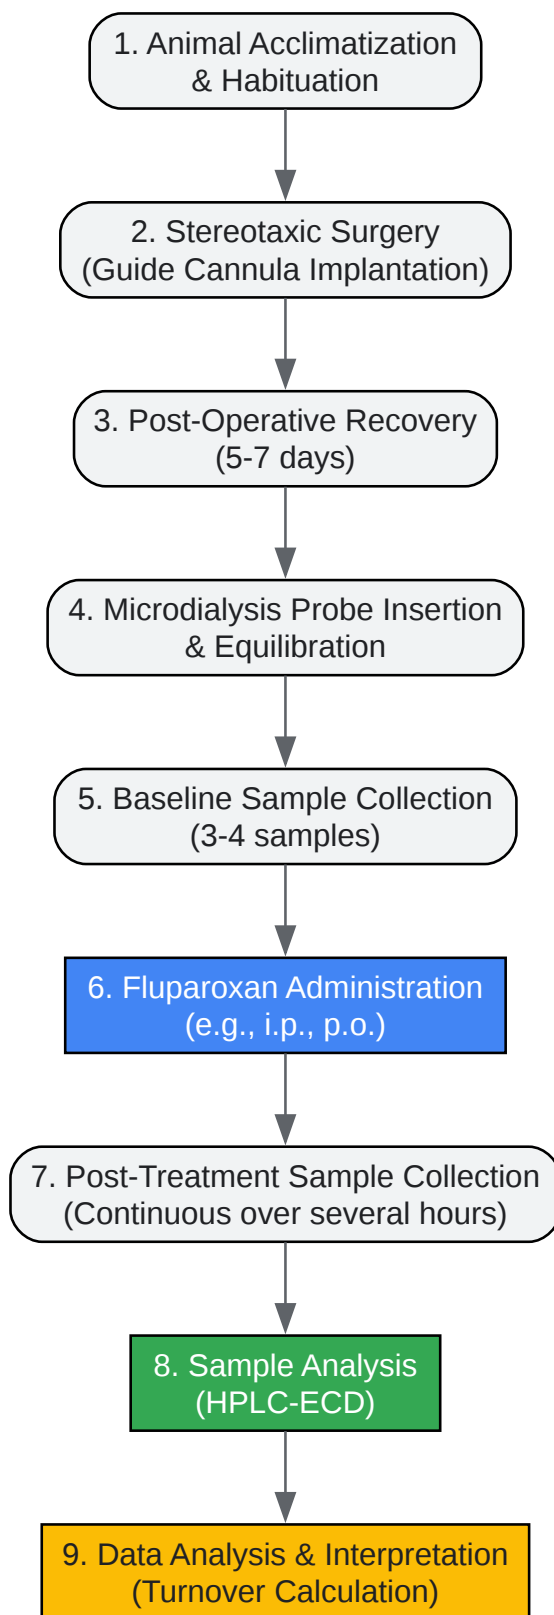 1. Animal Acclimatization
& Habituation
2. Stereotaxic Surgery
(Guide Cannula Implantation)
3. Post-Operative Recovery
(5-7 days)
4. Microdialysis Probe Insertion
& Equilibration
5. Baseline Sample Collection
(3-4 samples)
6. Fluparoxan Administration
(e.g., i.p., p.o.)
7. Post-Treatment Sample Collection
(Continuous over several hours)
8. Sample Analysis
(HPLC-ECD)
9. Data Analysis & Interpretation
(Turnover Calculation)